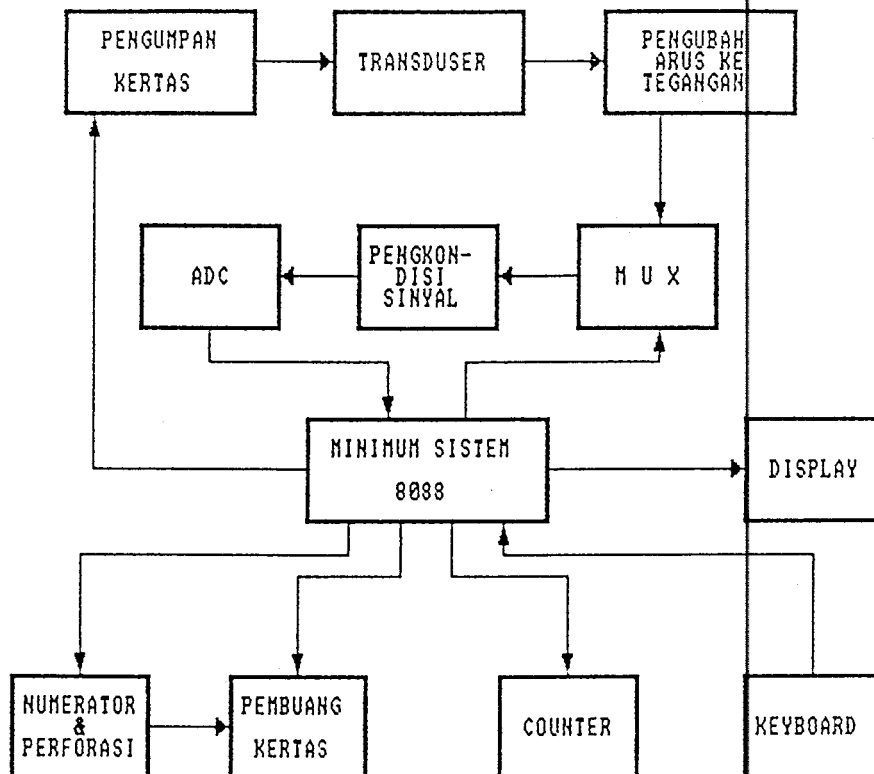 PENGUMPAN
KERTAS
TRANSDUSER
PENGUBAH
ARUS KE
TEGANGAN
ADC
PENGKON-
DISI
SINYAL
M U X
MINIMUM SISTEM
8088
DISPLAY
NUMERATOR
&
PERFORASI
PEMBUANG
KERTAS
COUNTER
KEYBOARD